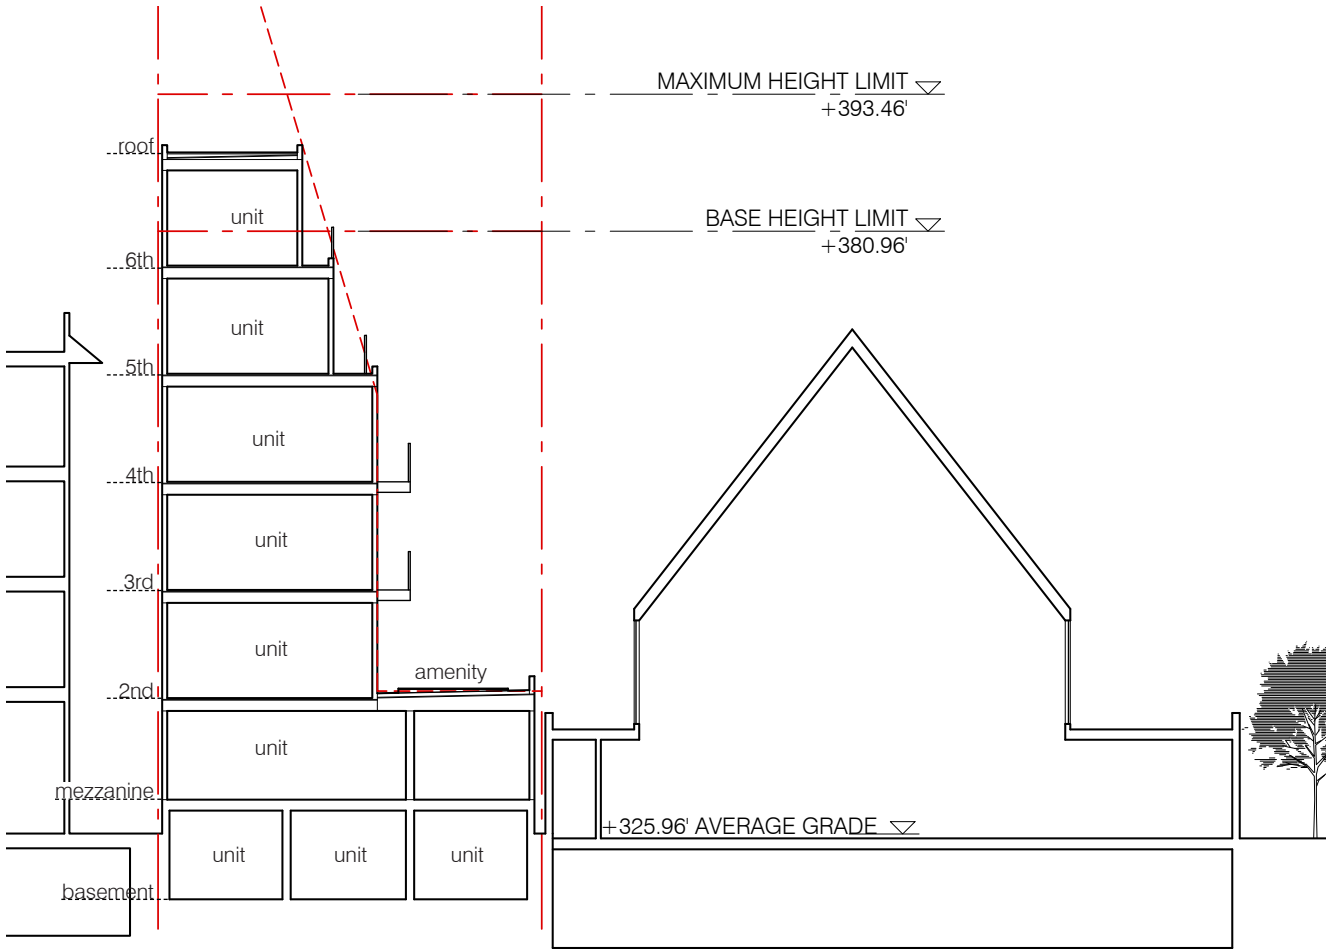 MAXIMUM HEIGHT LIMIT
+393.46'
roof
unit
BASE HEIGHT LIMIT
+380.96'
6th
unit
5th
unit
4th
unit
3rd
unit
amenity
2nd
unit
mezzanine
+325.96' AVERAGE GRADE
unit
unit
unit
basement